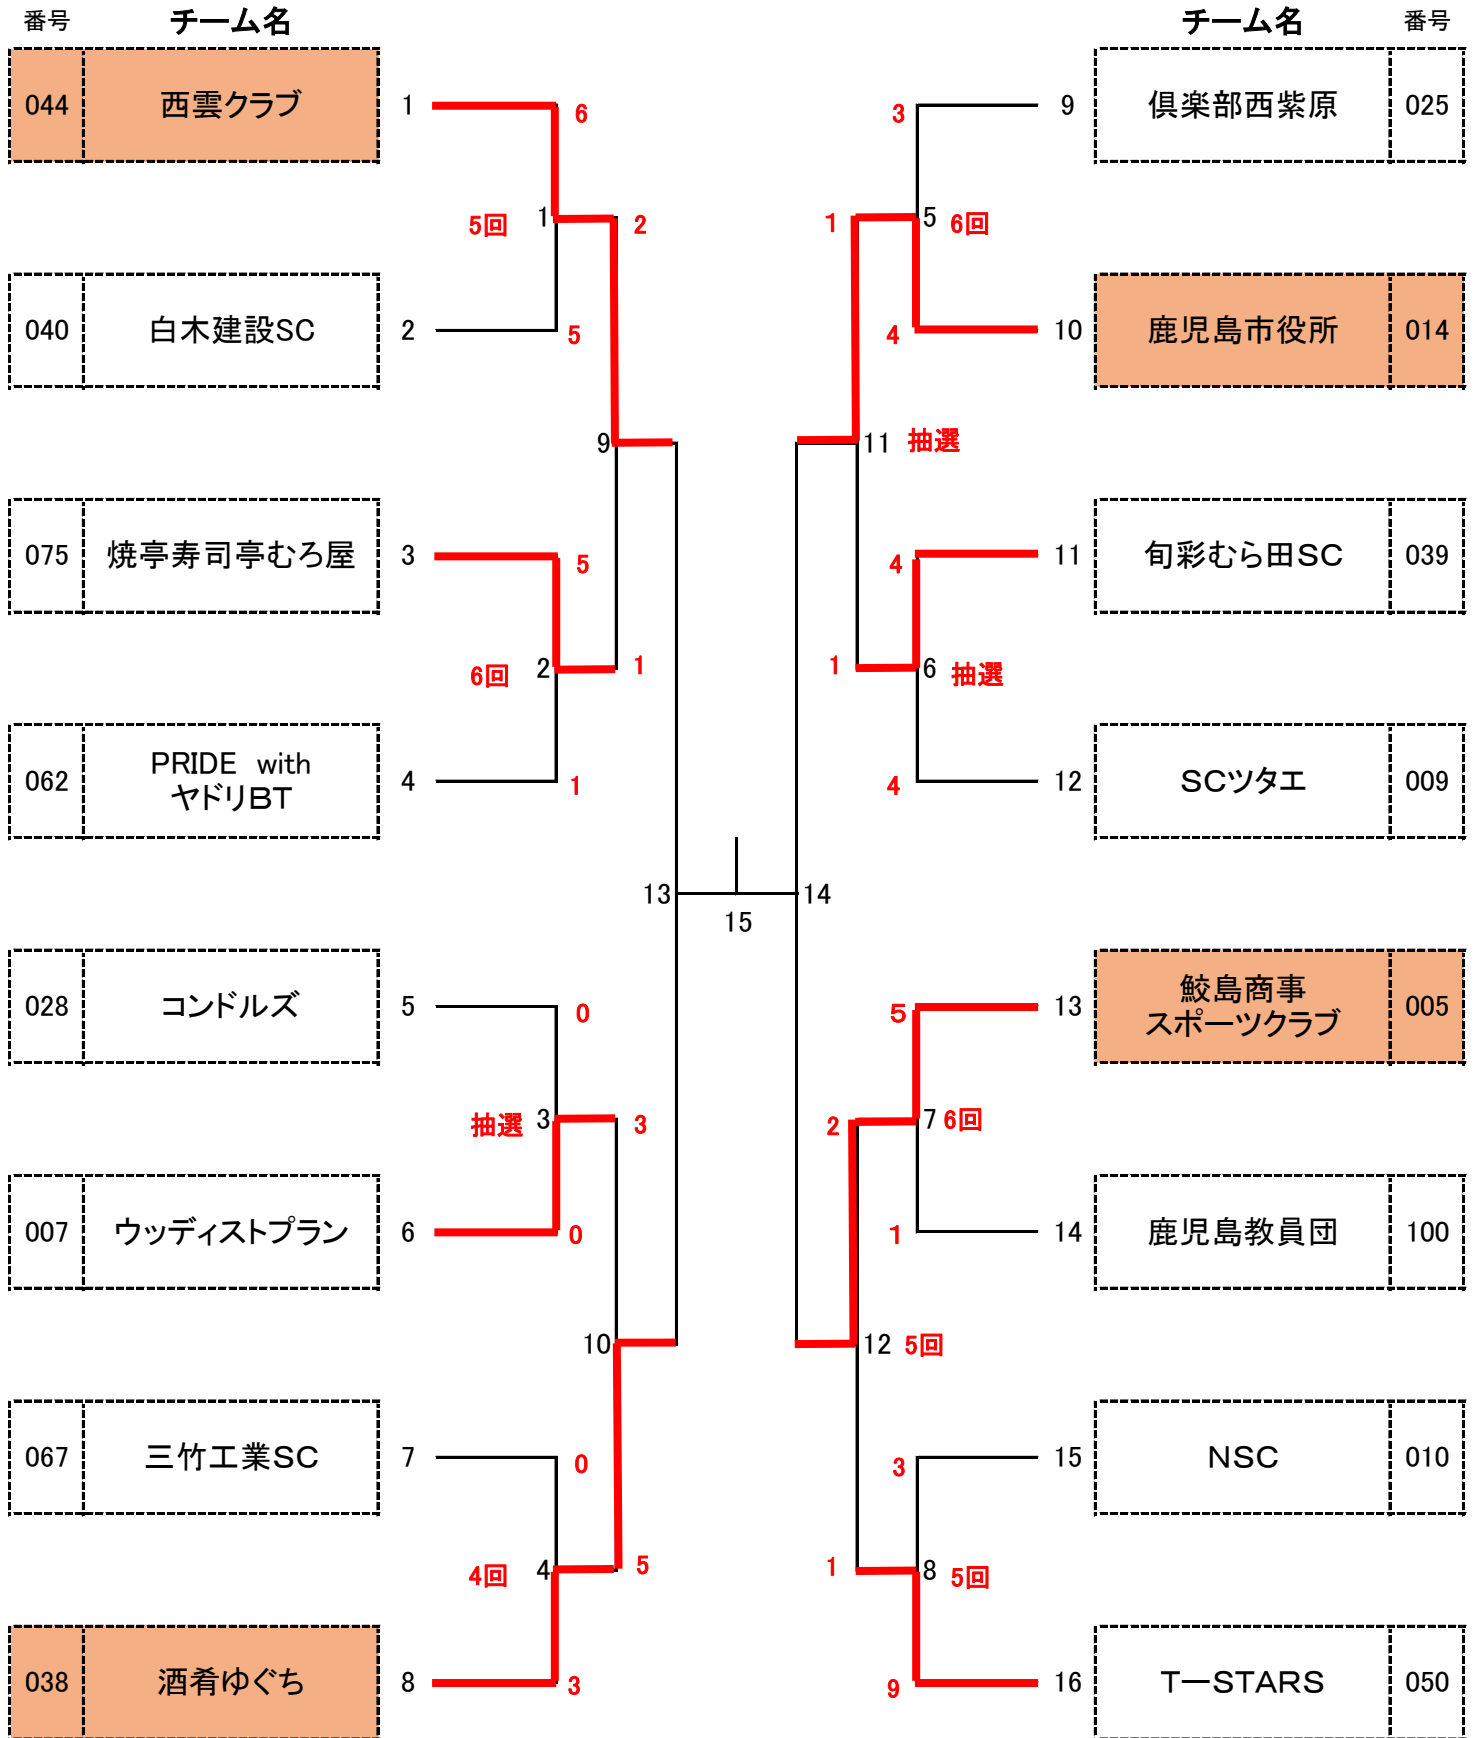 番号 チーム名 チーム名 番号
044 西雲クラブ 1 6 3 9 倶楽部西紫原 025
5回 1 2 1 5 6回
040 白木建設SC 2 5 4 10 鹿児島市役所 014
9 11 抽選
075 焼亭寿司亭むろ屋 3 5 4 11 旬彩むら田SC 039
6回 2 1 1 6 抽選
062 PRIDE with
ヤドリBT 4 1 4 12 SCツタエ 009
13 14
15
028 コンドルズ 5 0 5 13 鮫島商事
スポーツクラブ 005
抽選 3 3 2 7 6回
007 ウッディストプラン 6 0 1 14 鹿児島教員団 100
10 12 5回
067 三竹工業SC 7 0 3 15 NSC 010
4回 4 5 1 8 5回
038 酒肴ゆぐち 8 3 9 16 TーSTARS 050